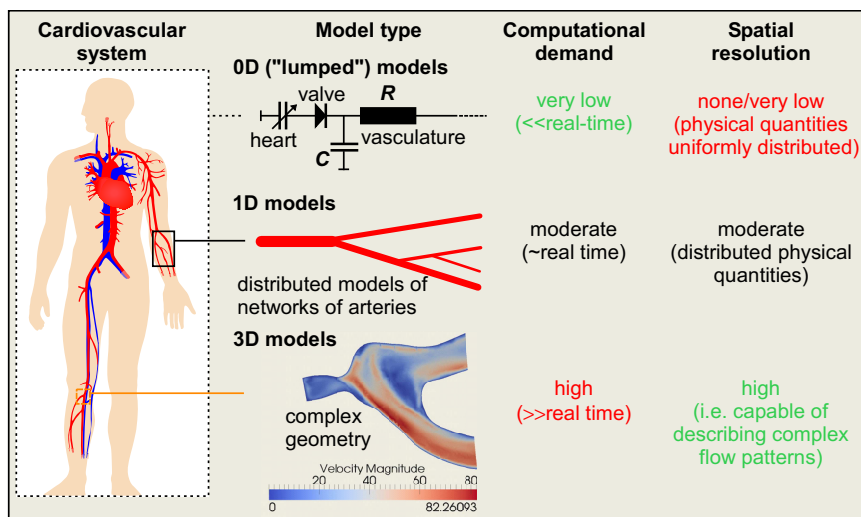 Cardiovascular
system
Model type
Computational
demand
Spatial
resolution
0D ("lumped") models
valve
R
heart
C
vasculature
very low
(<<real-time)
none/very low
(physical quantities
uniformly distributed)
1D models
distributed models of
networks of arteries
moderate
(~real time)
moderate
(distributed physical
quantities)
3D models
complex
geometry
Velocity Magnitude
20 40 60 80
0 82.26093
high
(>>real time)
high
(i.e. capable of
describing complex
flow patterns)